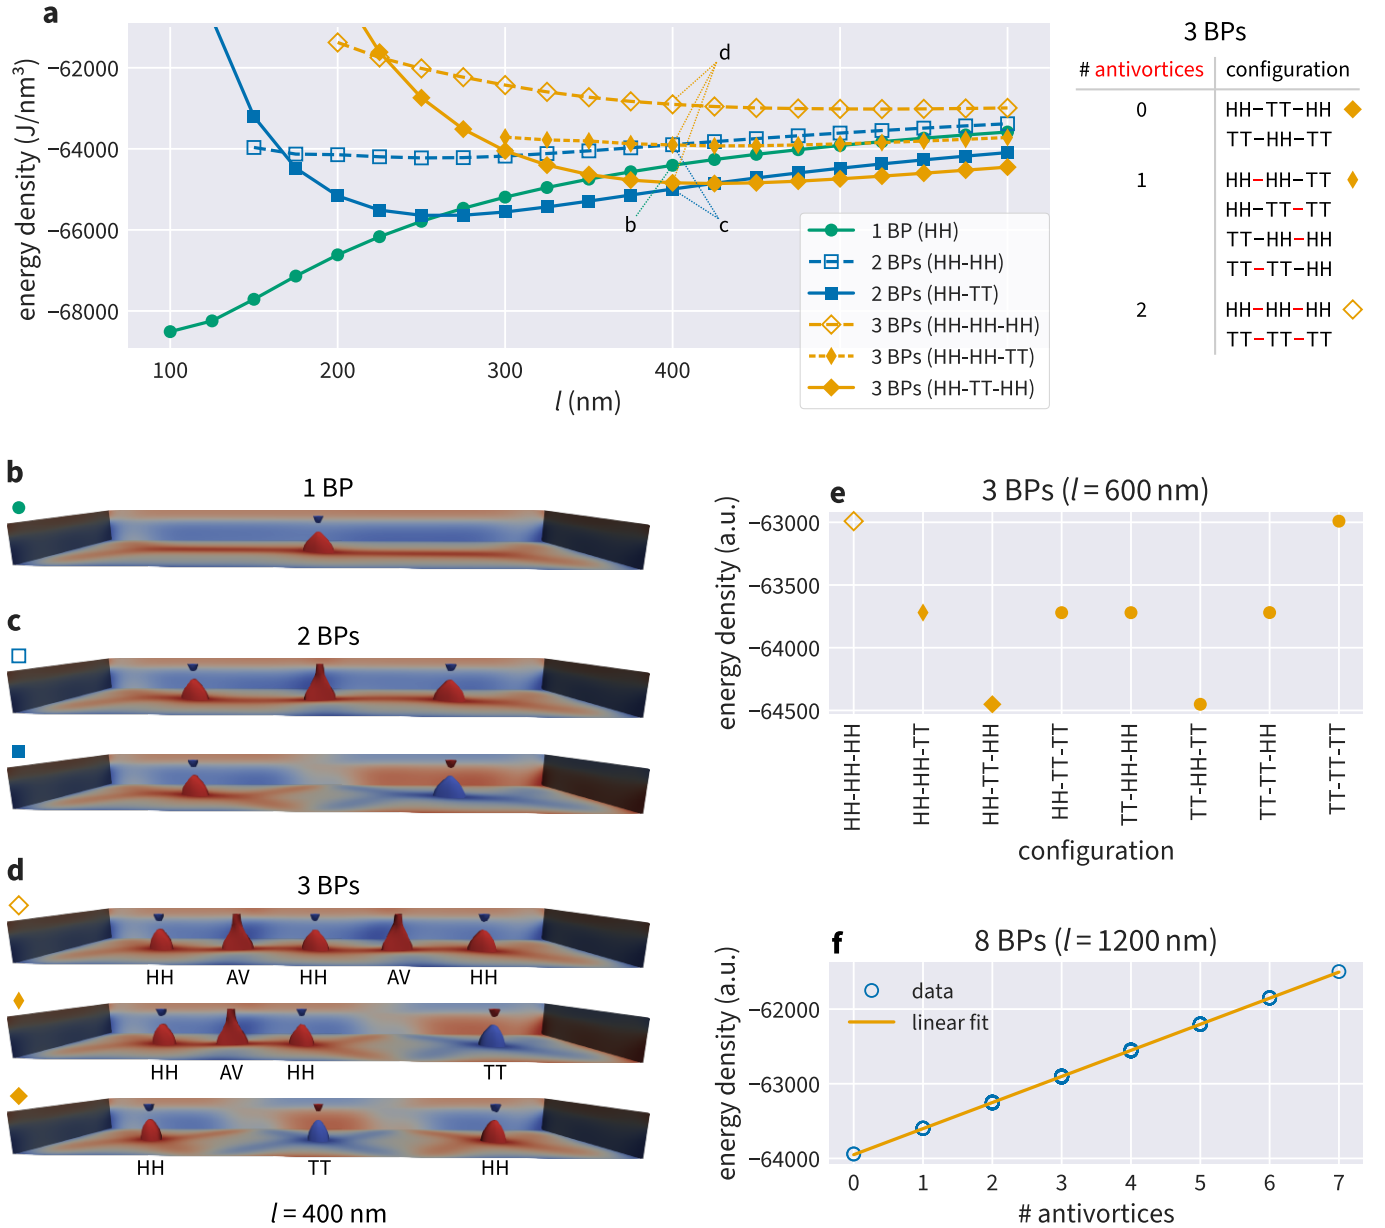 a
energy density (J/nm³)
−62000
−64000
−66000
−68000
100
200
300
400
l (nm)
d
b
c
1 BP (HH)
2 BPs (HH-HH)
2 BPs (HH-TT)
3 BPs (HH-HH-HH)
3 BPs (HH-HH-TT)
3 BPs (HH-TT-HH)
3 BPs
# antivortices configuration
0 HH−TT−HH
TT−HH−TT
1 HH−HH−TT
HH−TT−TT
TT−HH−HH
TT−TT−HH
2 HH−HH−HH
TT−TT−TT
b
1 BP
c
2 BPs
d
3 BPs
HH AV HH AV HH
HH AV HH TT
HH TT HH
l = 400 nm
e
3 BPs (l = 600 nm)
energy density (a.u.)
−63000
−63500
−64000
−64500
HH-HH-HH
HH-HH-TT
HH-TT-HH
HH-TT-TT
TT-HH-HH
TT-HH-TT
TT-TT-HH
TT-TT-TT
configuration
f
8 BPs (l = 1200 nm)
energy density (a.u.)
−62000
−63000
−64000
data
linear fit
0 1 2 3 4 5 6 7
# antivortices